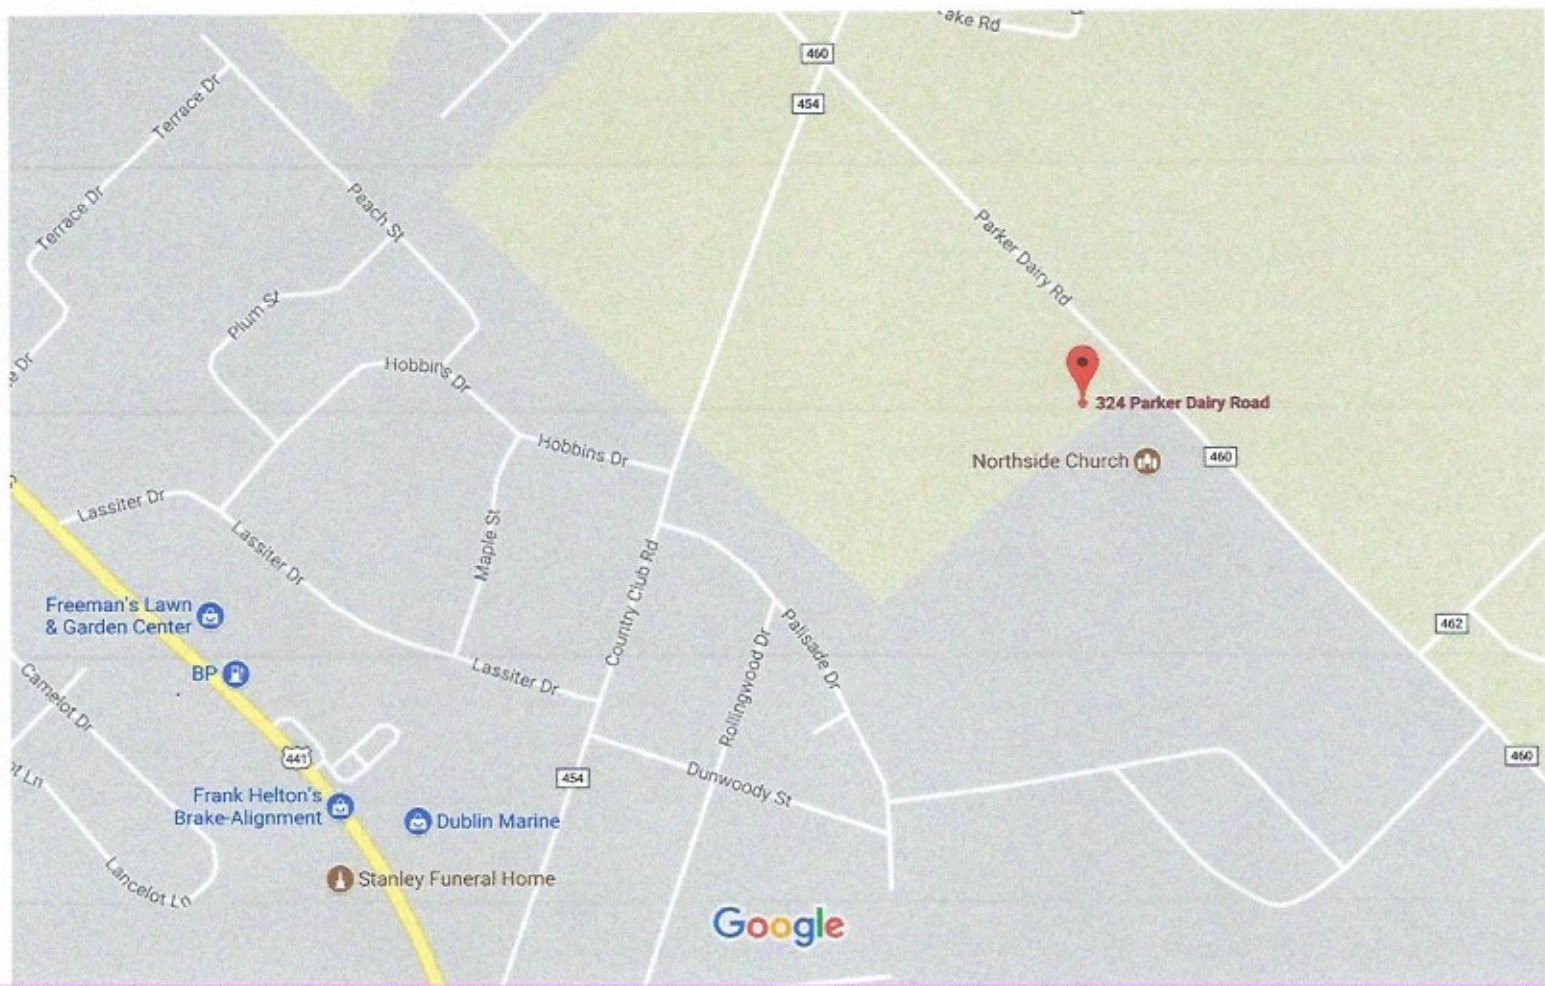 460
454
Terrace Dr
Terrace Dr
Peach St
Parker Dairy Rd
Plum St
Hobbins Dr
324 Parker Dairy Road
Hobbins Dr
Northside Church
460
Lassiter Dr
Lassiter Dr
Maple St
Country Club Rd
Freeman's Lawn
& Garden Center
462
Palisade Dr
Rollingwood Dr
BP
Lassiter Dr
Camelot Dr
441
460
454
Dunwoody St
Frank Helton's
Brake-Alignment
Dublin Marine
Lancelot Ln
Stanley Funeral Home
Google
Ln
Dr
Rd